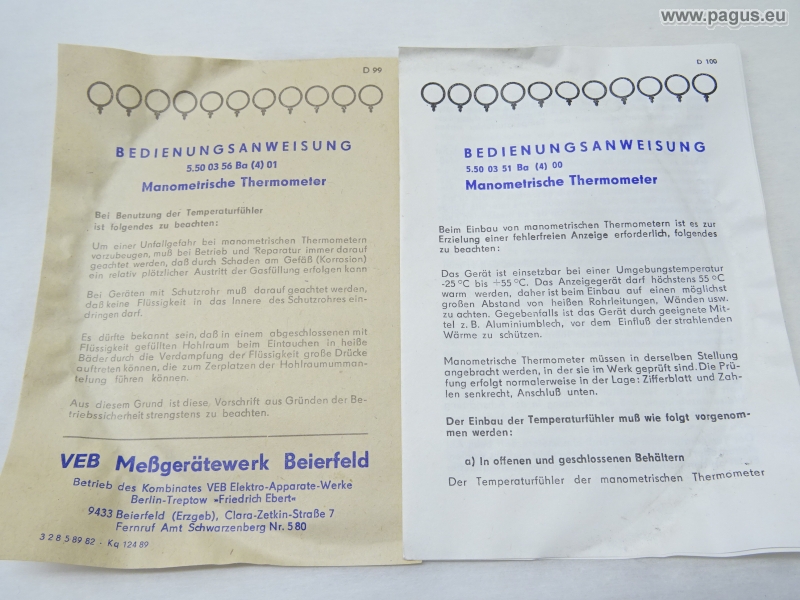 www.pagus.eu
D 99
BEDIENUNGSANWEISUNG
5.50 03 56 Ba (4) 01
Manometrische Thermometer
Bei Benutzung der Temperaturfühler
ist folgendes zu beachten:
Um einer Unfallgefahr bei manometrischen Thermometern
vorzubeugen, muß bei Betrieb und Reparatur immer darauf
geachtet werden, daß durch Schaden am Gefäß (Korrosion)
ein relativ plötzlicher Austritt der Gasfüllung erfolgen kann
Bei Geräten mit Schutzrohr muß darauf geachtet werden,
daß keine Flüssigkeit in das Innere des Schutzrohres ein-
dringen darf.
Es dürfte bekannt sein, daß in einem abgeschlossenen mit
Flüssigkeit gefüllten Hohlraum beim Eintauchen in heiße
Bäder durch die Verdampfung der Flüssigkeit große Drücke
auftreten können, die zum Zerplatzen der Hohlraumumman-
telung führen können.
Aus diesem Grund ist diese Vorschrift aus Gründen der Be-
triebssicherheit strengstens zu beachten.
VEB Meßgerätewerk Beierfeld
Betrieb des Kombinates VEB Elektro-Apparate-Werke
Berlin-Treptow »Friedrich Ebert«
9433 Beierfeld (Erzgeb), Clara-Zetkin-Straße 7
Fernruf Amt Schwarzenberg Nr. 580
3 2 8 5 8 9 82 · Kq 124 89
D 100
BEDIENUNGSANWEISUNG
5.50 03 51 Ba (4) 00
Manometrische Thermometer
Beim Einbau von manometrischen Thermometern ist es zur
Erzielung einer fehlerfreien Anzeige erforderlich, folgendes
zu beachten:
Das Gerät ist einsetzbar bei einer Umgebungstemperatur
-25 °C bis +55 °C. Das Anzeigegerät darf höchstens 55 °C
warm werden, daher ist beim Einbau auf einen möglichst
großen Abstand von heißen Rohrleitungen, Wänden usw.
zu achten. Gegebenfalls ist das Gerät durch geeignete Mit-
tel z. B. Aluminiumblech, vor dem Einfluß der strahlenden
Wärme zu schützen.
Manometrische Thermometer müssen in derselben Stellung
angebracht werden, in der sie im Werk geprüft sind. Die Prü-
fung erfolgt normalerweise in der Lage: Zifferblatt und Zah-
len senkrecht, Anschluß unten.
Der Einbau der Temperaturfühler muß wie folgt vorgenom-
men werden:
a) In offenen und geschlossenen Behältern
Der Temperaturfühler der manometrischen Thermometer